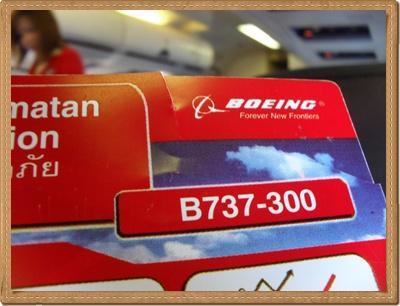 matan
ion
ภัย
BOEING®
Forever New Frontiers
B737-300